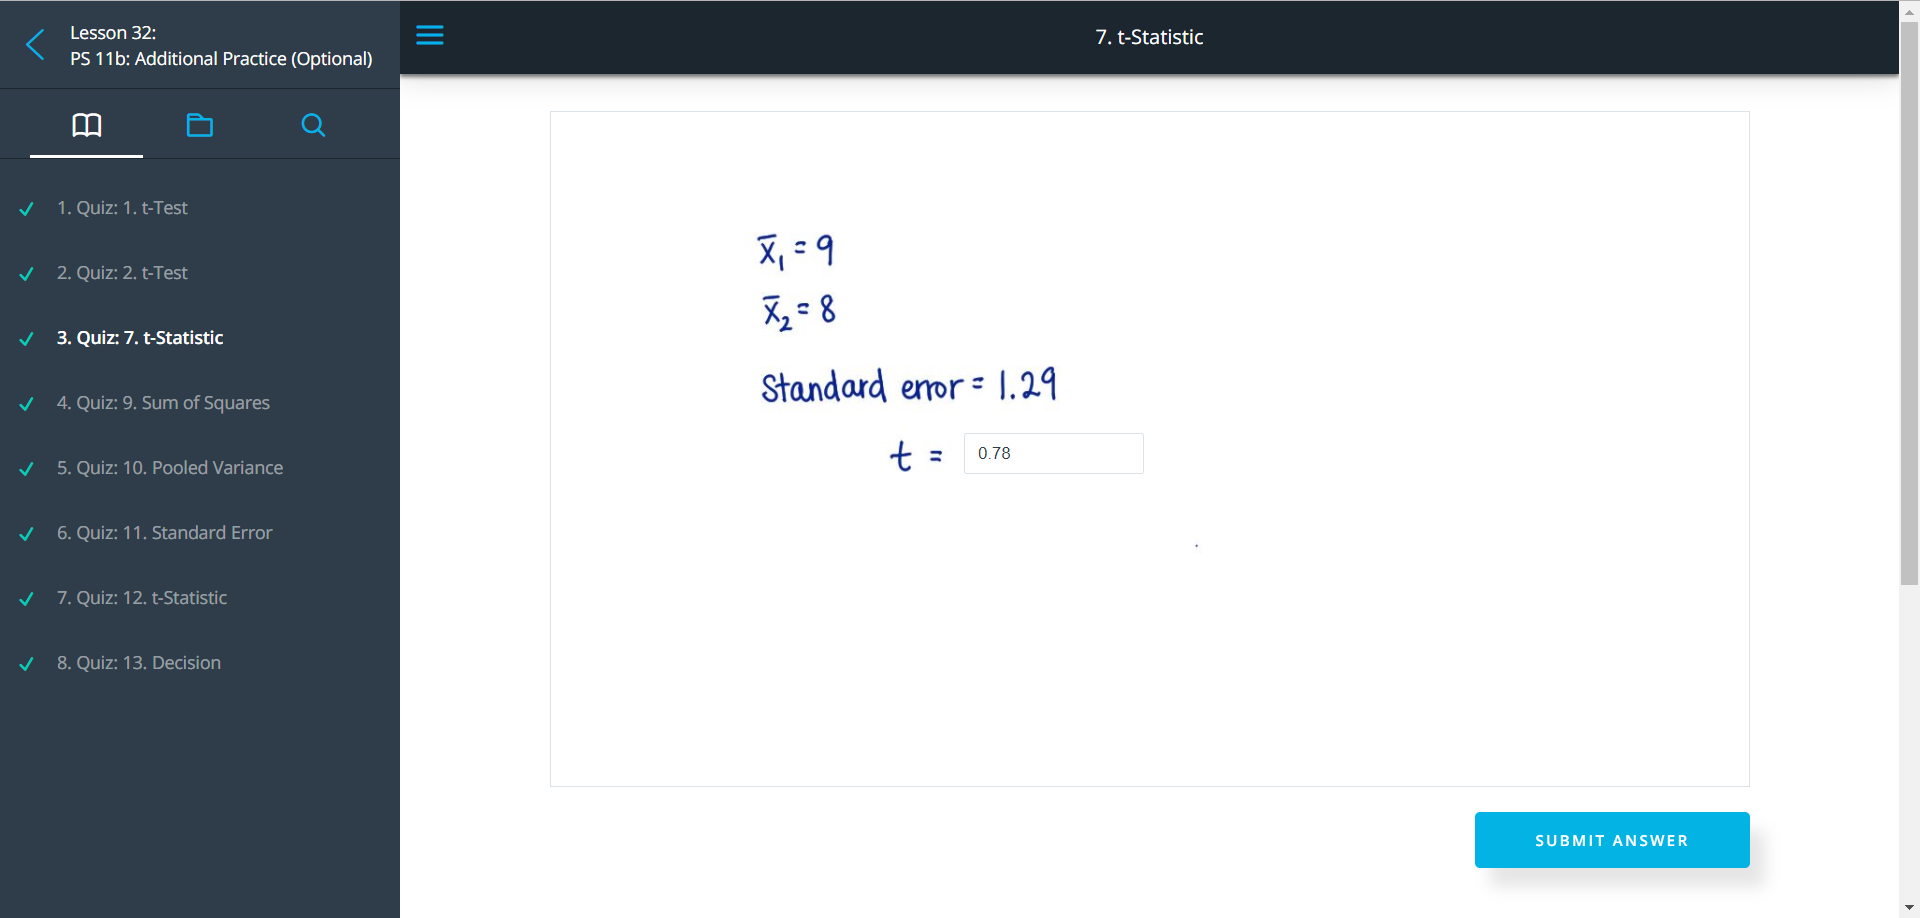 Lesson 32:
PS 11b: Additional Practice (Optional)
7. t-Statistic
1. Quiz: 1. t-Test
2. Quiz: 2. t-Test
3. Quiz: 7. t-Statistic
4. Quiz: 9. Sum of Squares
5. Quiz: 10. Pooled Variance
6. Quiz: 11. Standard Error
7. Quiz: 12. t-Statistic
8. Quiz: 13. Decision
x̄₁ = 9
x̄₂ = 8
Standard error = 1.29
t = 0.78
SUBMIT ANSWER